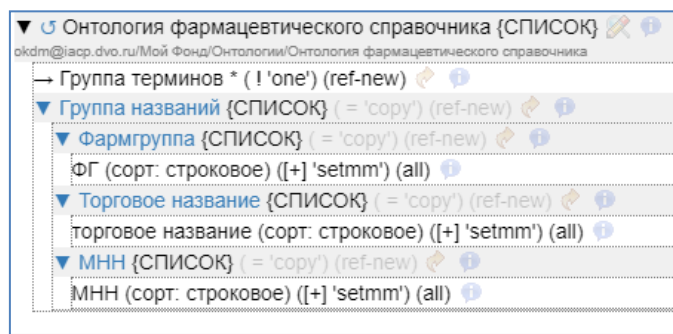 ▼ ↺ Онтология фармацевтического справочника {СПИСОК}
okdm@iacp.dvo.ru/Мой Фонд/Онтологии/Онтология фармацевтического справочника
→ Группа терминов * ( ! 'one') (ref-new)
▼ Группа названий {СПИСОК} ( = 'copy') (ref-new)
▼ Фармгруппа {СПИСОК} ( = 'copy') (ref-new)
ФГ (сорт: строковое) ([+] 'setmm') (all)
▼ Торговое название {СПИСОК} ( = 'copy') (ref-new)
торговое название (сорт: строковое) ([+] 'setmm') (all)
▼ МНН {СПИСОК} ( = 'copy') (ref-new)
МНН (сорт: строковое) ([+] 'setmm') (all)